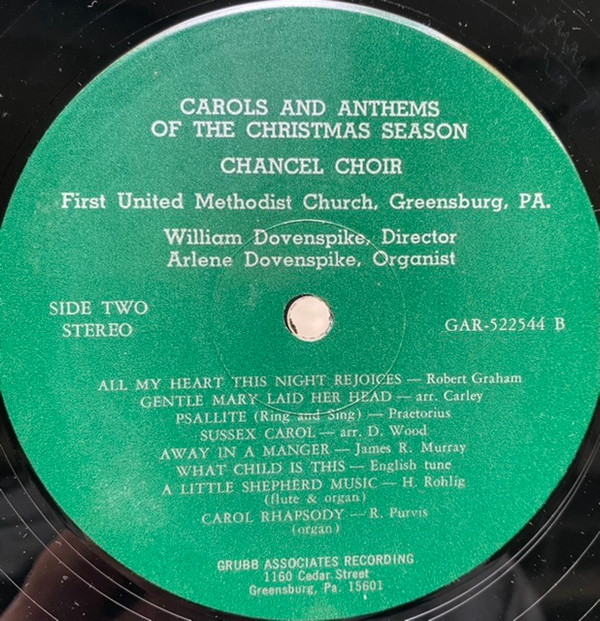 CAROLS AND ANTHEMS
OF THE CHRISTMAS SEASON
CHANCEL CHOIR
First United Methodist Church, Greensburg, PA.
William Dovenspike, Director
Arlene Dovenspike, Organist
SIDE TWO
STEREO
GAR-522544 B
ALL MY HEART THIS NIGHT REJOICES — Robert Graham
GENTLE MARY LAID HER HEAD — arr. Carley
PSALLITE (Ring and Sing) — Praetorius
SUSSEX CAROL — arr. D. Wood
AWAY IN A MANGER — James R. Murray
WHAT CHILD IS THIS — English tune
A LITTLE SHEPHERD MUSIC — H. Rohlig
(flute & organ)
CAROL RHAPSODY — R. Purvis
(organ)
GRUBB ASSOCIATES RECORDING
1160 Cedar Street
Greensburg, Pa. 15601